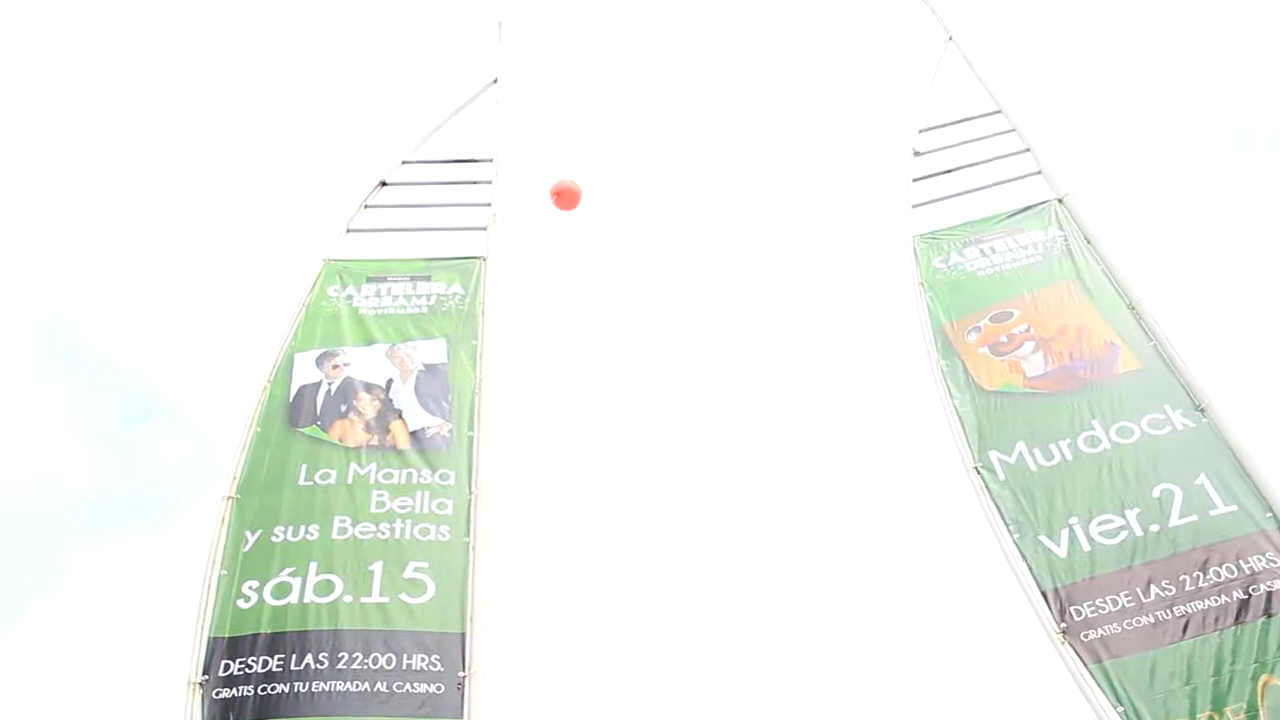 CARTELERA
DREAMS
NOVIEMBRE
La Mansa
Bella
y sus Bestias
sáb.15
DESDE LAS 22:00 HRS.
GRATIS CON TU ENTRADA AL CASINO
CARTELERA
DREAMS
NOVIEMBRE
Murdock
vier.21
DESDE LAS 22:00 HRS.
GRATIS CON TU ENTRADA AL